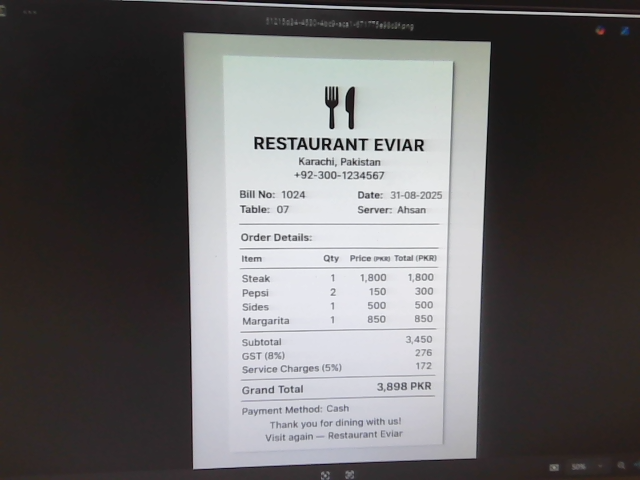 RESTAURANT EVIAR
Karachi, Pakistan
+92-300-1234567
Bill No: 1024 Date: 31-08-2025
Table: 07 Server: Ahsan
Order Details:
Item Qty Price (PKR) Total (PKR)
Steak 1 1,800 1,800
Pepsi 2 150 300
Sides 1 500 500
Margarita 1 850 850
Subtotal 3,450
GST (8%) 276
Service Charges (5%) 172
Grand Total 3,898 PKR
Payment Method: Cash
Thank you for dining with us!
Visit again — Restaurant Eviar
50%